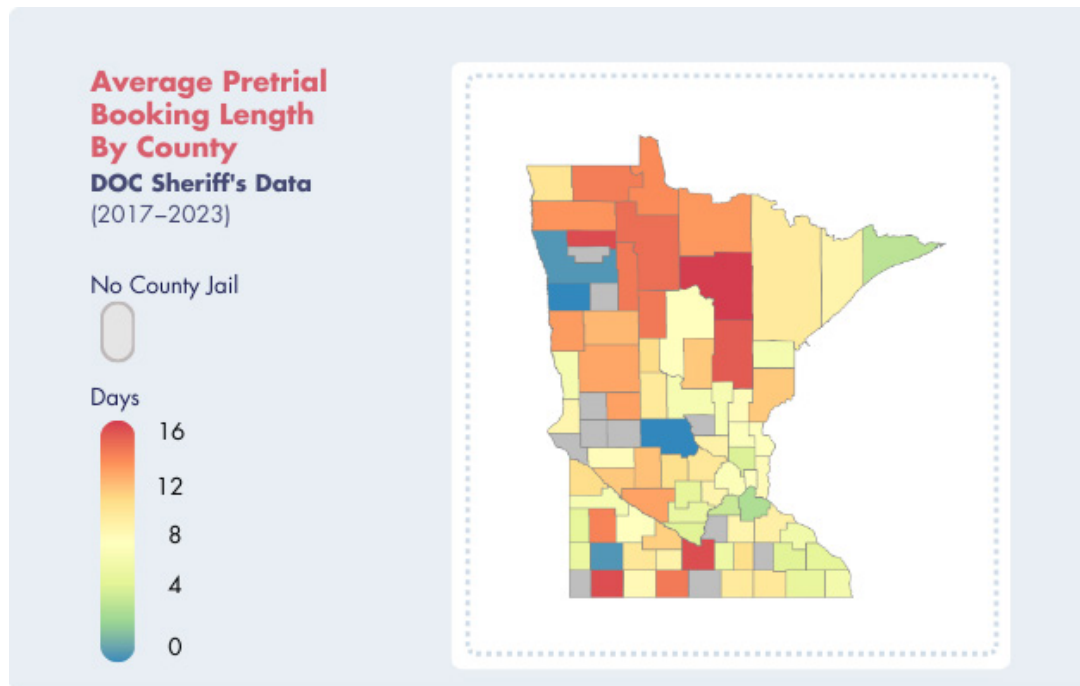 Average Pretrial
Booking Length
By County
DOC Sheriff's Data
(2017–2023)
No County Jail
Days
16
12
8
4
0